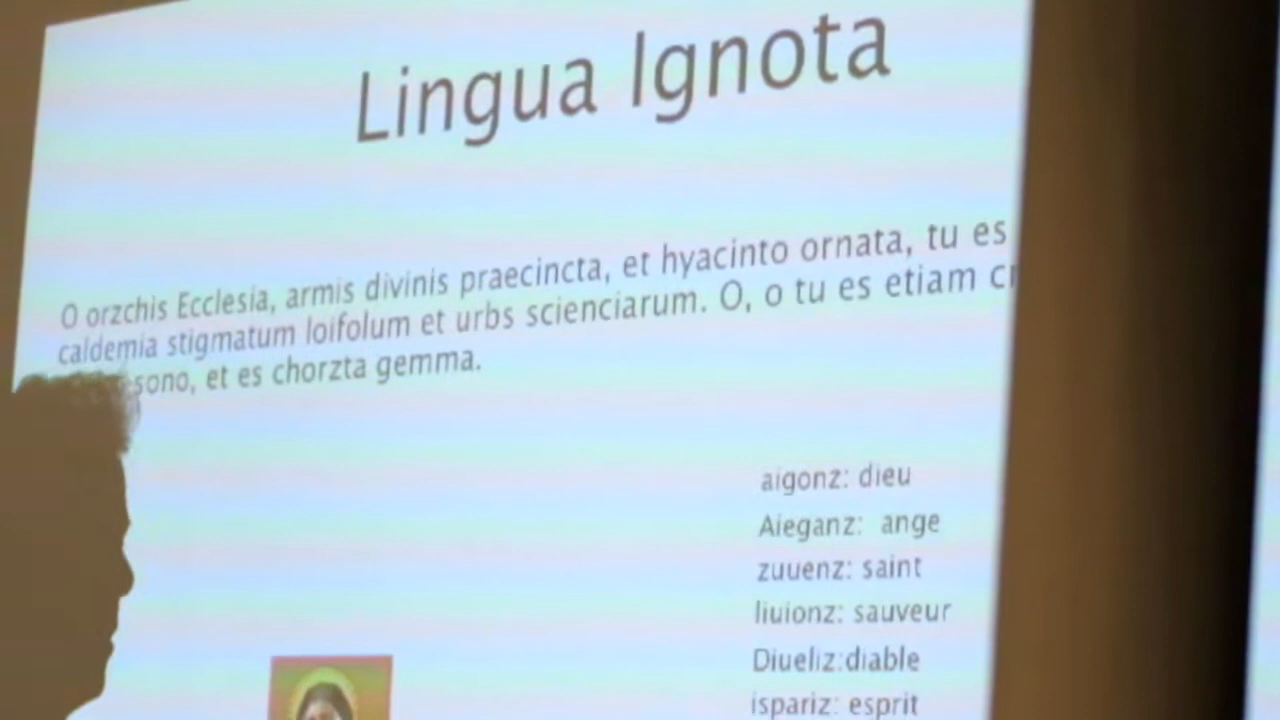 Lingua Ignota
O orzchis Ecclesia, armis divinis praecincta, et hyacinto ornata, tu es
caldemia stigmatum loifolum et urbs scienciarum. O, o tu es etiam
sono, et es chorzta gemma.
aigonz: dieu
Aieganz: ange
zuuenz: saint
liuionz: sauveur
Diueliz:diable
ispariz: esprit